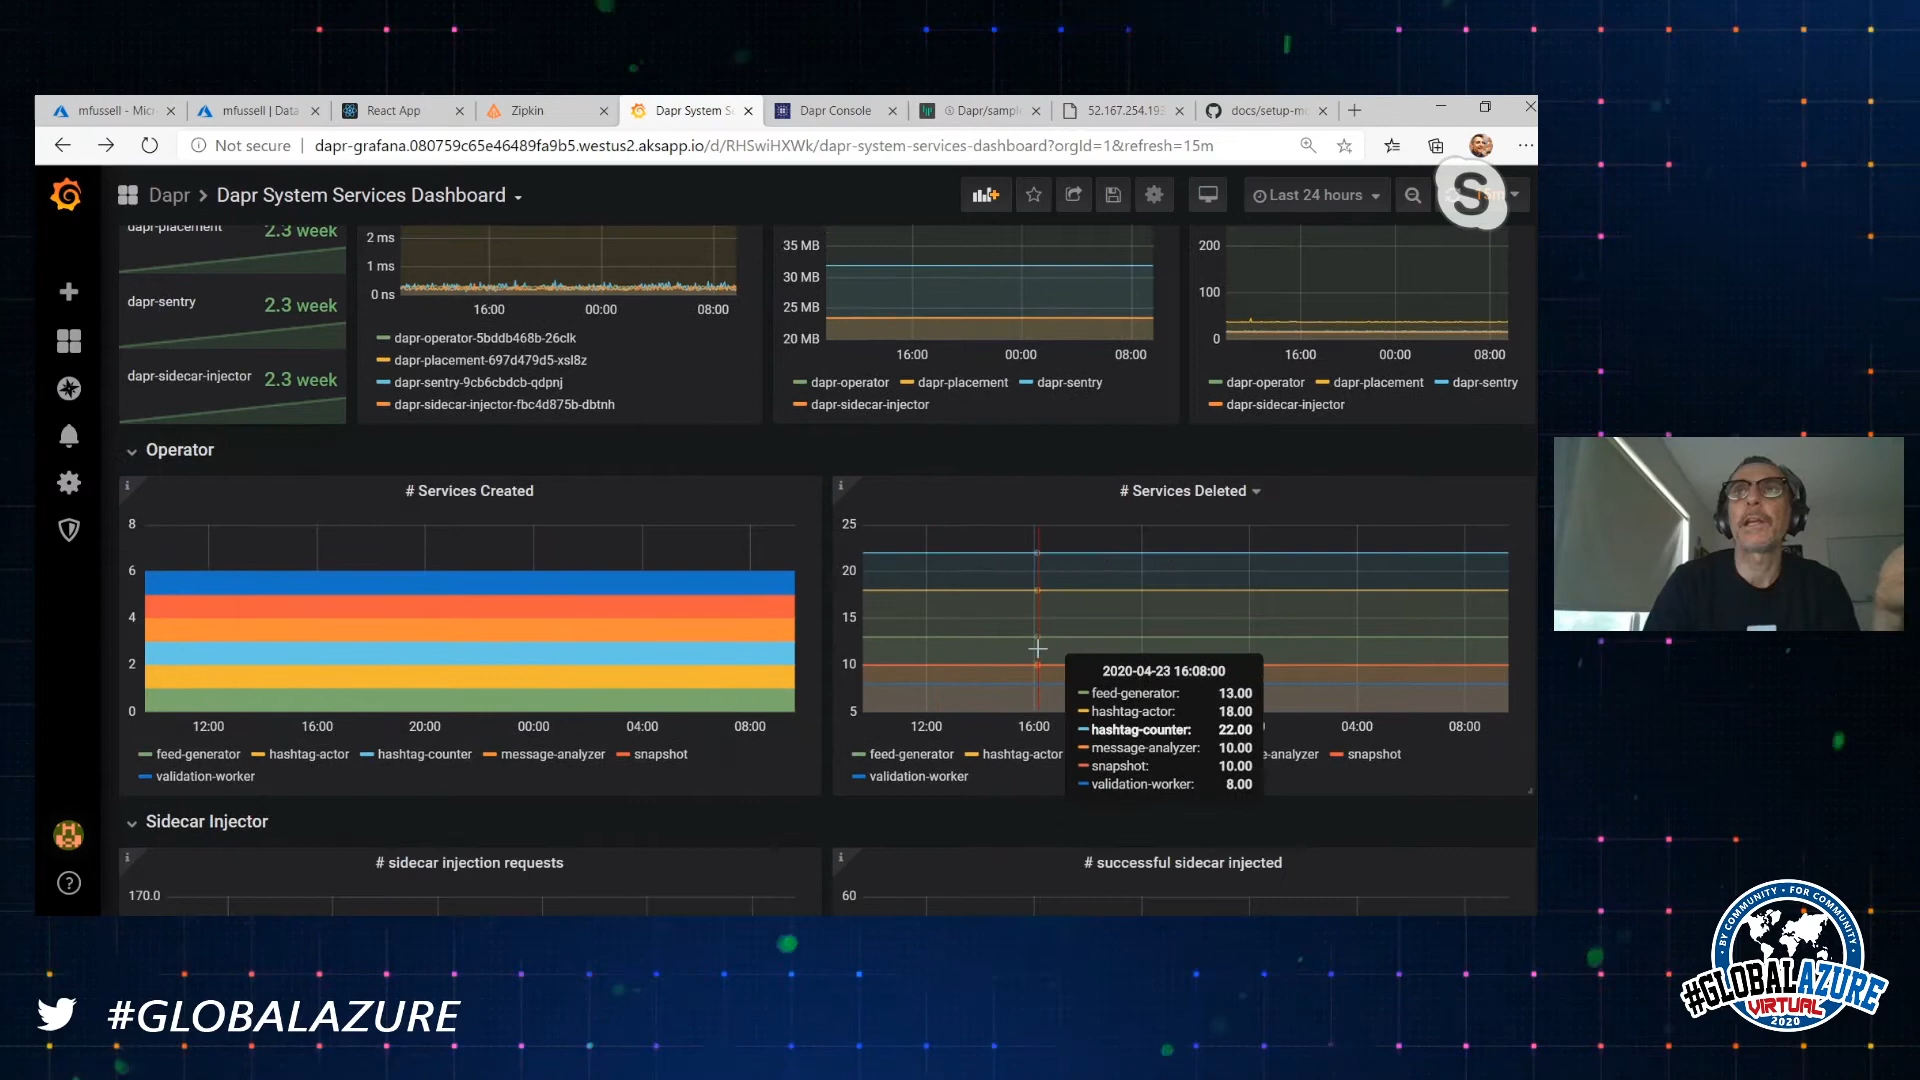 mfussell - Micr
mfussell | Data
React App
Zipkin
Dapr System S
Dapr Console
Dapr/sampl
52.167.254.193
docs/setup-mo
Not secure
dapr-grafana.080759c65e46489fa9b5.westus2.aksapp.io/d/RHSwiHXWk/dapr-system-services-dashboard?orgId=1&refresh=15m
Dapr > Dapr System Services Dashboard
Last 24 hours
S
dapr-placement 2.3 week
dapr-sentry 2.3 week
dapr-sidecar-injector 2.3 week
2 ms
1 ms
0 ns
16:00 00:00 08:00
dapr-operator-5bddb468b-26clk
dapr-placement-697d479d5-xsl8z
dapr-sentry-9cb6cbdcb-qdpnj
dapr-sidecar-injector-fbc4d875b-dbtnh
35 MB
30 MB
25 MB
20 MB
16:00 00:00 08:00
dapr-operator dapr-placement dapr-sentry
dapr-sidecar-injector
200
100
0
16:00 00:00 08:00
dapr-operator dapr-placement dapr-sentry
dapr-sidecar-injector
Operator
# Services Created
8
6
4
2
0
12:00 16:00 20:00 00:00 04:00 08:00
feed-generator hashtag-actor hashtag-counter message-analyzer snapshot
validation-worker
# Services Deleted
25
20
15
10
5
12:00 16:00 04:00 08:00
feed-generator hashtag-actor e-analyzer snapshot
validation-worker
2020-04-23 16:08:00
feed-generator: 13.00
hashtag-actor: 18.00
hashtag-counter: 22.00
message-analyzer: 10.00
snapshot: 10.00
validation-worker: 8.00
Sidecar Injector
# sidecar injection requests
170.0
# successful sidecar injected
60
#GLOBALAZURE
BY COMMUNITY • FOR COMMUNITY
#GLOBALAZURE
VIRTUAL
2020